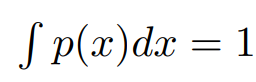 ∫ p(x)dx = 1